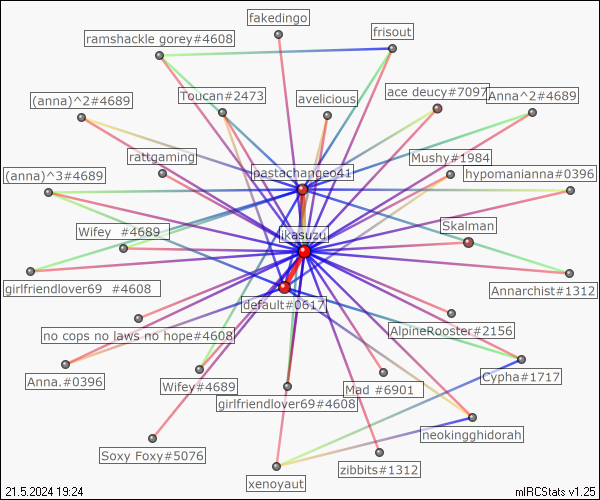 fakedingo
ramshackle gorey#4608
frisout
(anna)^2#4689
Toucan#2473
avelicious
ace deucy#7097
Anna^2#4689
rattgaming
pastachangeo41
Mushy#1984
(anna)^3#4689
hypomanianna#0396
Wifey #4689
ikasuzu
Skalman
girlfriendlover69 #4608
Annarchist#1312
default#0617
no cops no laws no hope#4608
AlpineRooster#2156
Anna.#0396
Wifey#4689
Mad #6901
Cypha#1717
girlfriendlover69#4608
neokingghidorah
Soxy Foxy#5076
zibbits#1312
xenoyaut
21.5.2024 19:24
mIRCStats v1.25